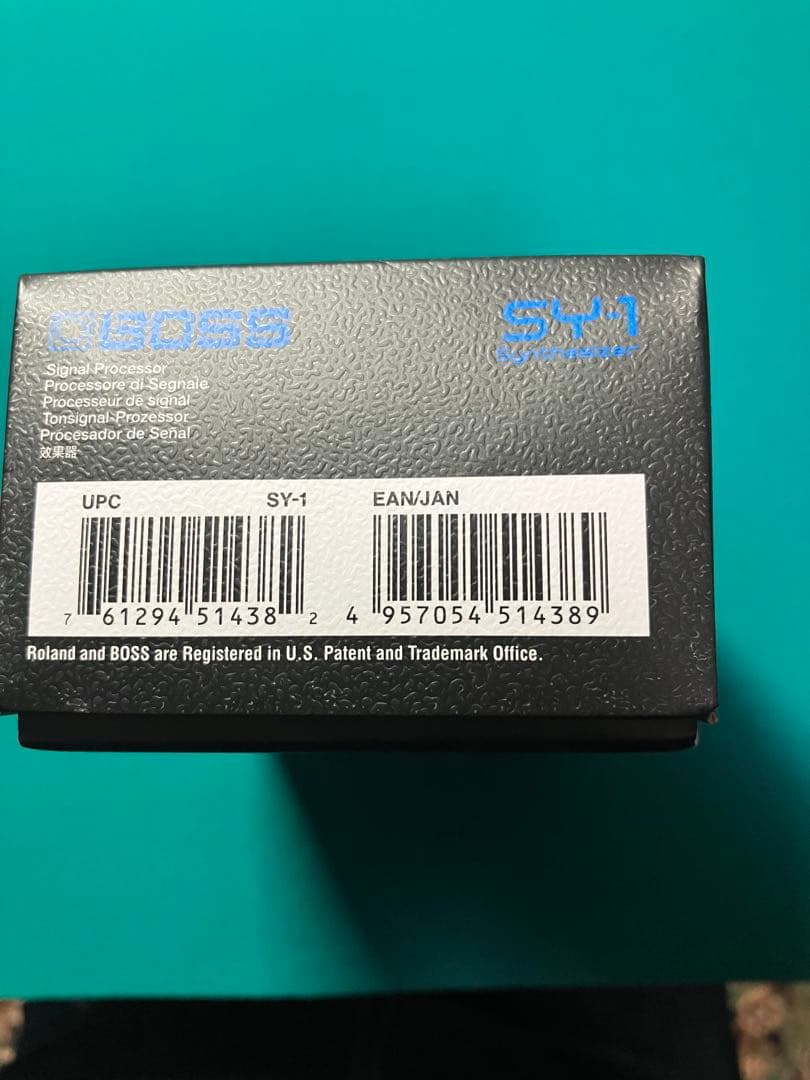 BOSS
SY-1
Synthesizer
Signal Processor
Processore di Segnale
Processeur de signal
Tonsignal-Prozessor
Procesador de Señal
效果器
UPC SY-1 EAN/JAN
7 61294 51438 2 4 957054 514389
Roland and BOSS are Registered in U.S. Patent and Trademark Office.